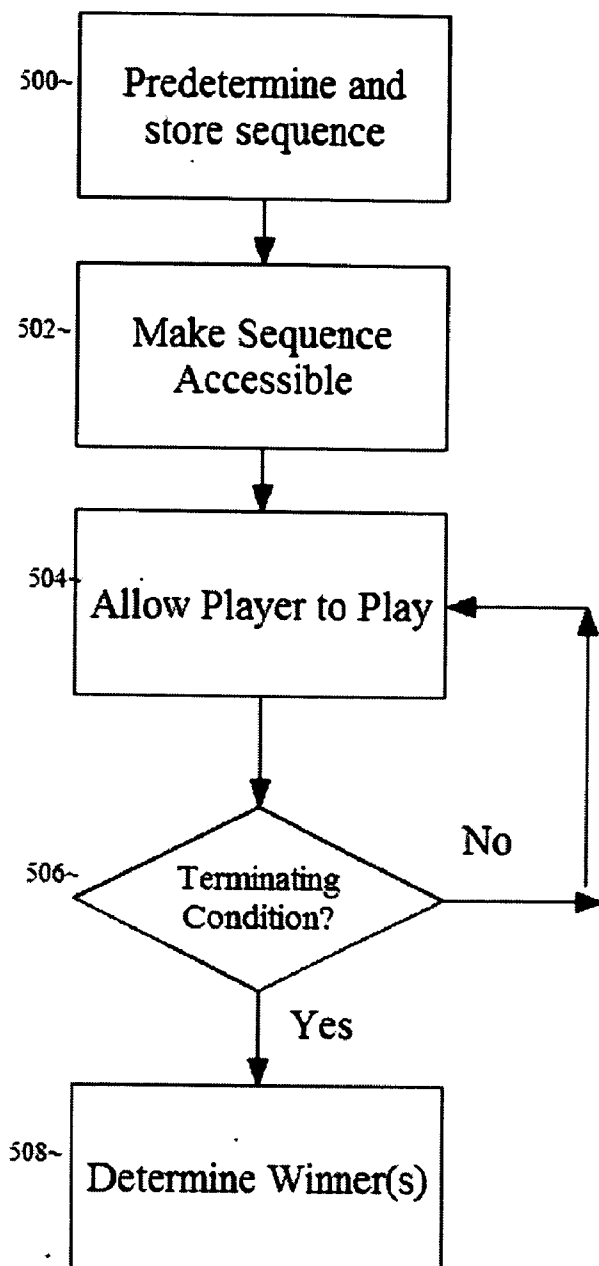 500~
Predetermine and
store sequence
502~
Make Sequence
Accessible
504~
Allow Player to Play
No
506~
Terminating
Condition?
Yes
508~
Determine Winner(s)